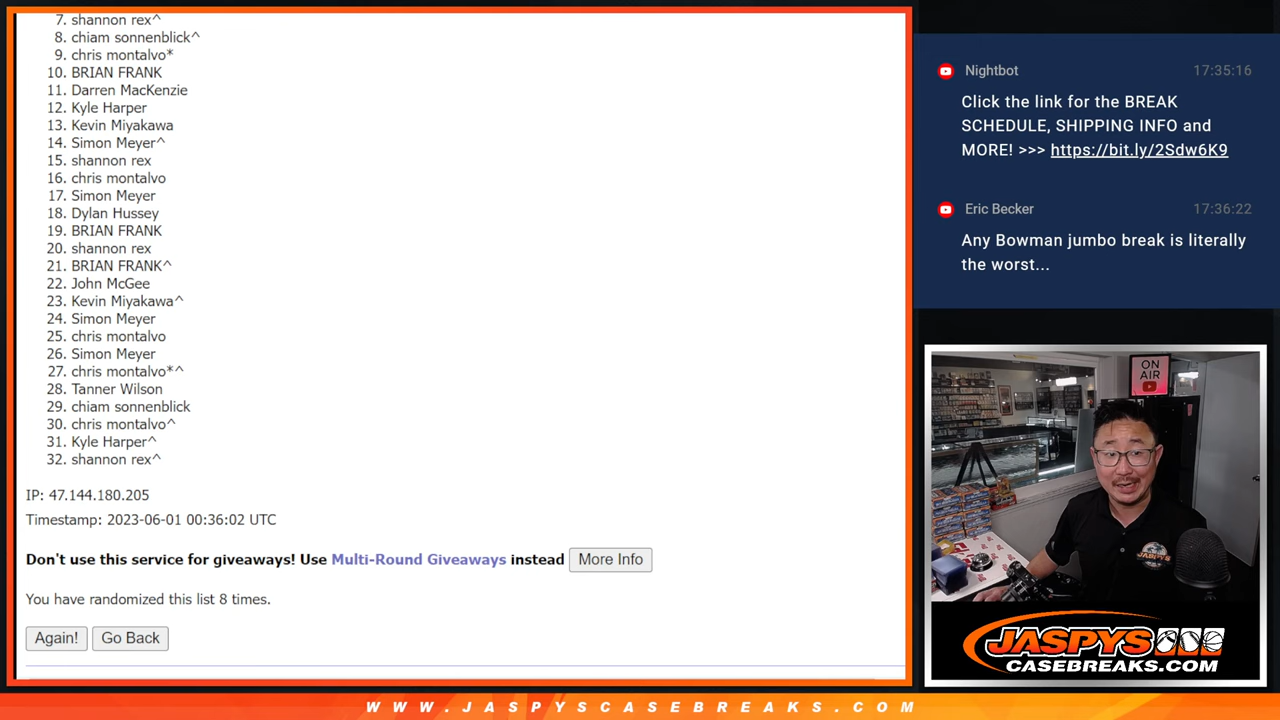 7. shannon rex^
8. chiam sonnenblick^
9. chris montalvo*
10. BRIAN FRANK
11. Darren MacKenzie
12. Kyle Harper
13. Kevin Miyakawa
14. Simon Meyer^
15. shannon rex
16. chris montalvo
17. Simon Meyer
18. Dylan Hussey
19. BRIAN FRANK
20. shannon rex
21. BRIAN FRANK^
22. John McGee
23. Kevin Miyakawa^
24. Simon Meyer
25. chris montalvo
26. Simon Meyer
27. chris montalvo*^
28. Tanner Wilson
29. chiam sonnenblick
30. chris montalvo^
31. Kyle Harper^
32. shannon rex^
IP: 47.144.180.205
Timestamp: 2023-06-01 00:36:02 UTC
Don't use this service for giveaways! Use Multi-Round Giveaways instead More Info
You have randomized this list 8 times.
Again! Go Back
Nightbot 17:35:16
Click the link for the BREAK
SCHEDULE, SHIPPING INFO and
MORE! >>> https://bit.ly/2Sdw6K9
Eric Becker 17:36:22
Any Bowman jumbo break is literally
the worst...
ON
AIR
JASPYS
JASPYS
CASEBREAKS.COM
WWW.JASPYSCASEBREAKS.COM